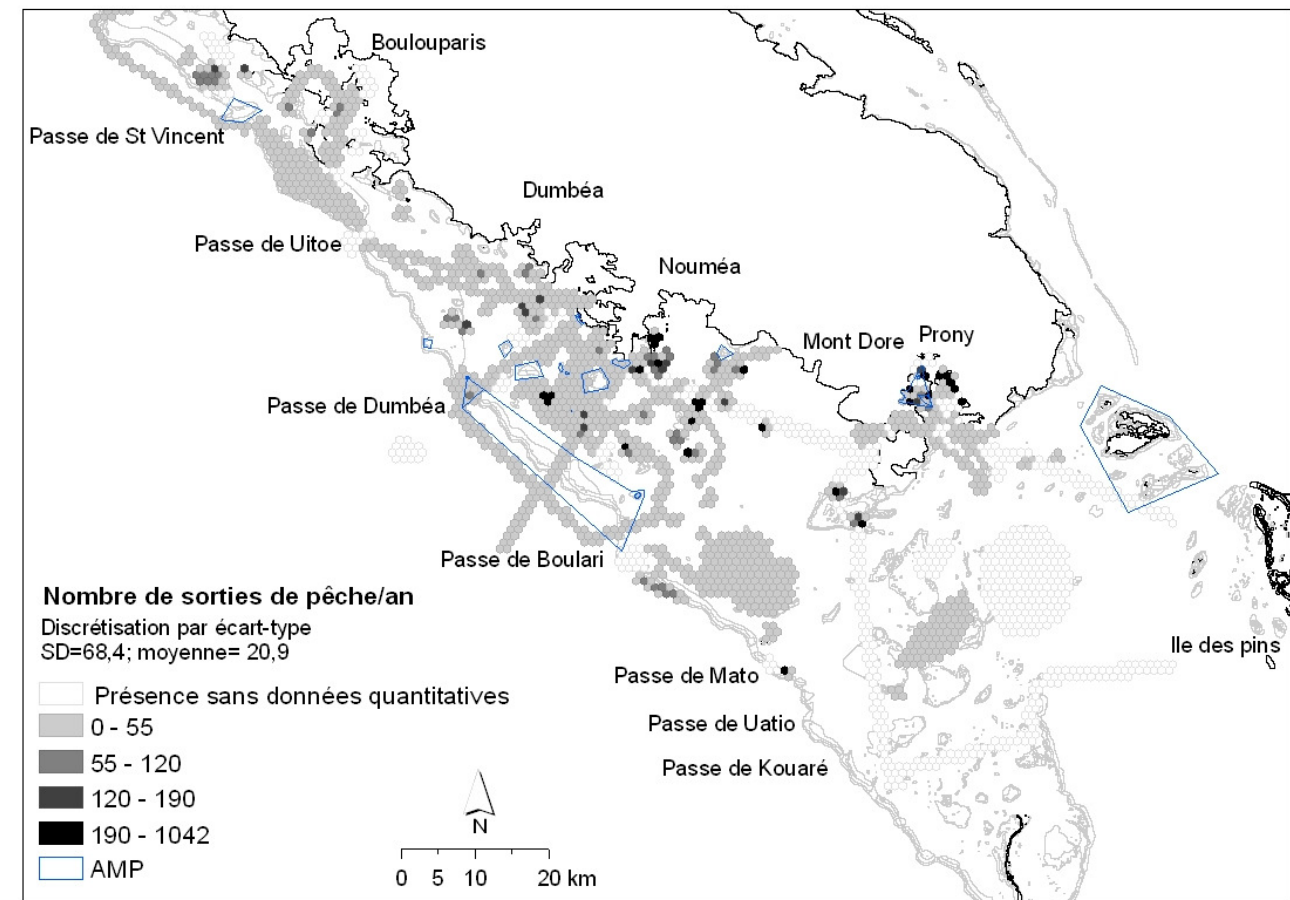 Boulouparis
Passe de St Vincent
Dumbéa
Passe de Uitoe
Nouméa
Mont Dore
Prony
Passe de Dumbéa
Passe de Boulari
Ile des pins
Passe de Mato
Passe de Uatio
Passe de Kouaré
Nombre de sorties de pêche/an
Discrétisation par écart-type
SD=68,4; moyenne= 20,9
Présence sans données quantitatives
0 - 55
55 - 120
120 - 190
190 - 1042
AMP
N
0 5 10 20 km